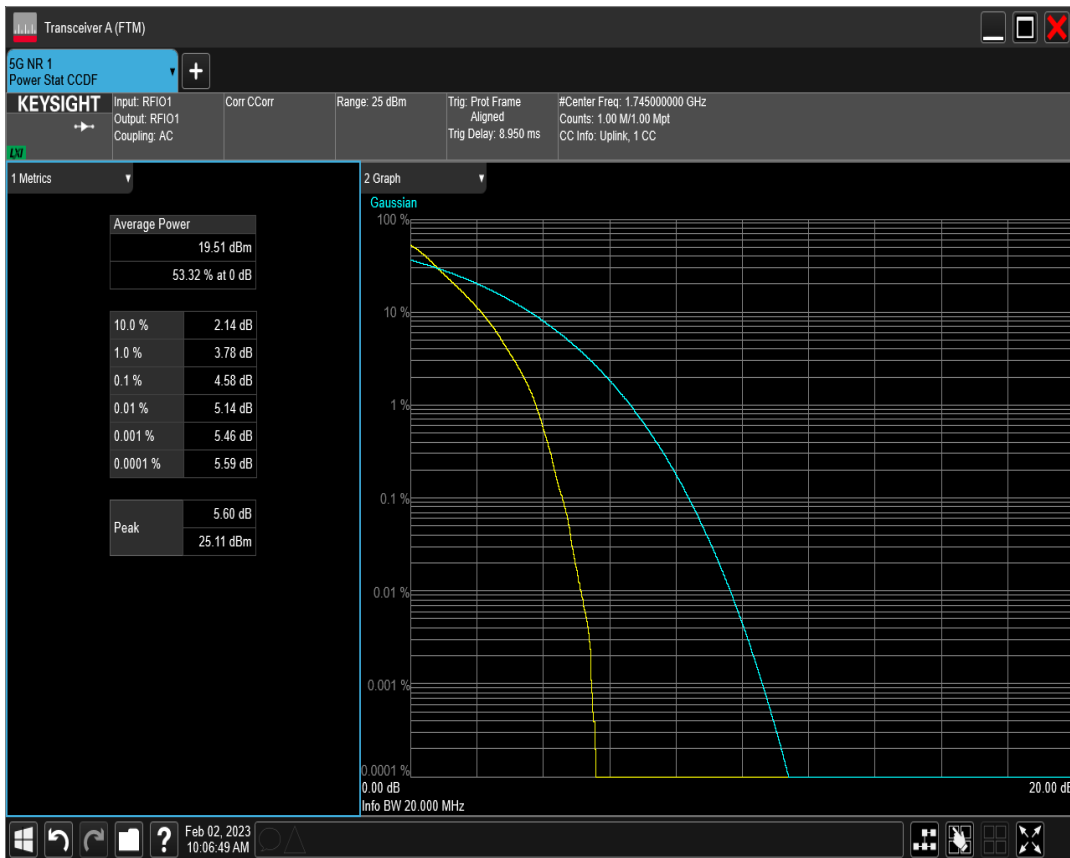 Transceiver A (FTM)
5G NR 1
Power Stat CCDF
+
KEYSIGHT
LXI
Input: RFIO1
Output: RFIO1
Coupling: AC
Corr CCorr
Range: 25 dBm
Trig: Prot Frame
Aligned
Trig Delay: 8.950 ms
#Center Freq: 1.745000000 GHz
Counts: 1.00 M/1.00 Mpt
CC Info: Uplink, 1 CC
1 Metrics
Average Power
19.51 dBm
53.32 % at 0 dB
10.0 % 2.14 dB
1.0 % 3.78 dB
0.1 % 4.58 dB
0.01 % 5.14 dB
0.001 % 5.46 dB
0.0001 % 5.59 dB
Peak 5.60 dB
25.11 dBm
2 Graph
Gaussian
100 %
10 %
1 %
0.1 %
0.01 %
0.001 %
0.0001 %
0.00 dB 20.00 dB
Info BW 20.000 MHz
?
Feb 02, 2023
10:06:49 AM